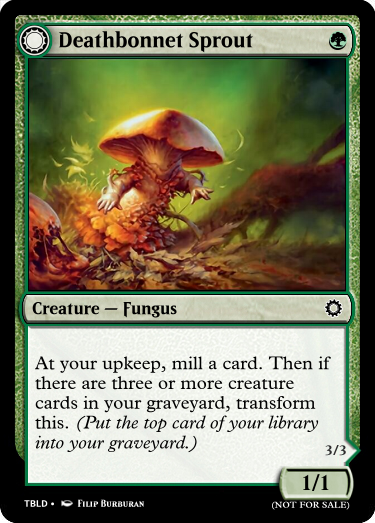 Deathbonnet Sprout
Creature — Fungus
At your upkeep, mill a card. Then if
there are three or more creature
cards in your graveyard, transform
this. (Put the top card of your library
into your graveyard.)
3/3
1/1
TBLD • Filip Burburan
(NOT FOR SALE)